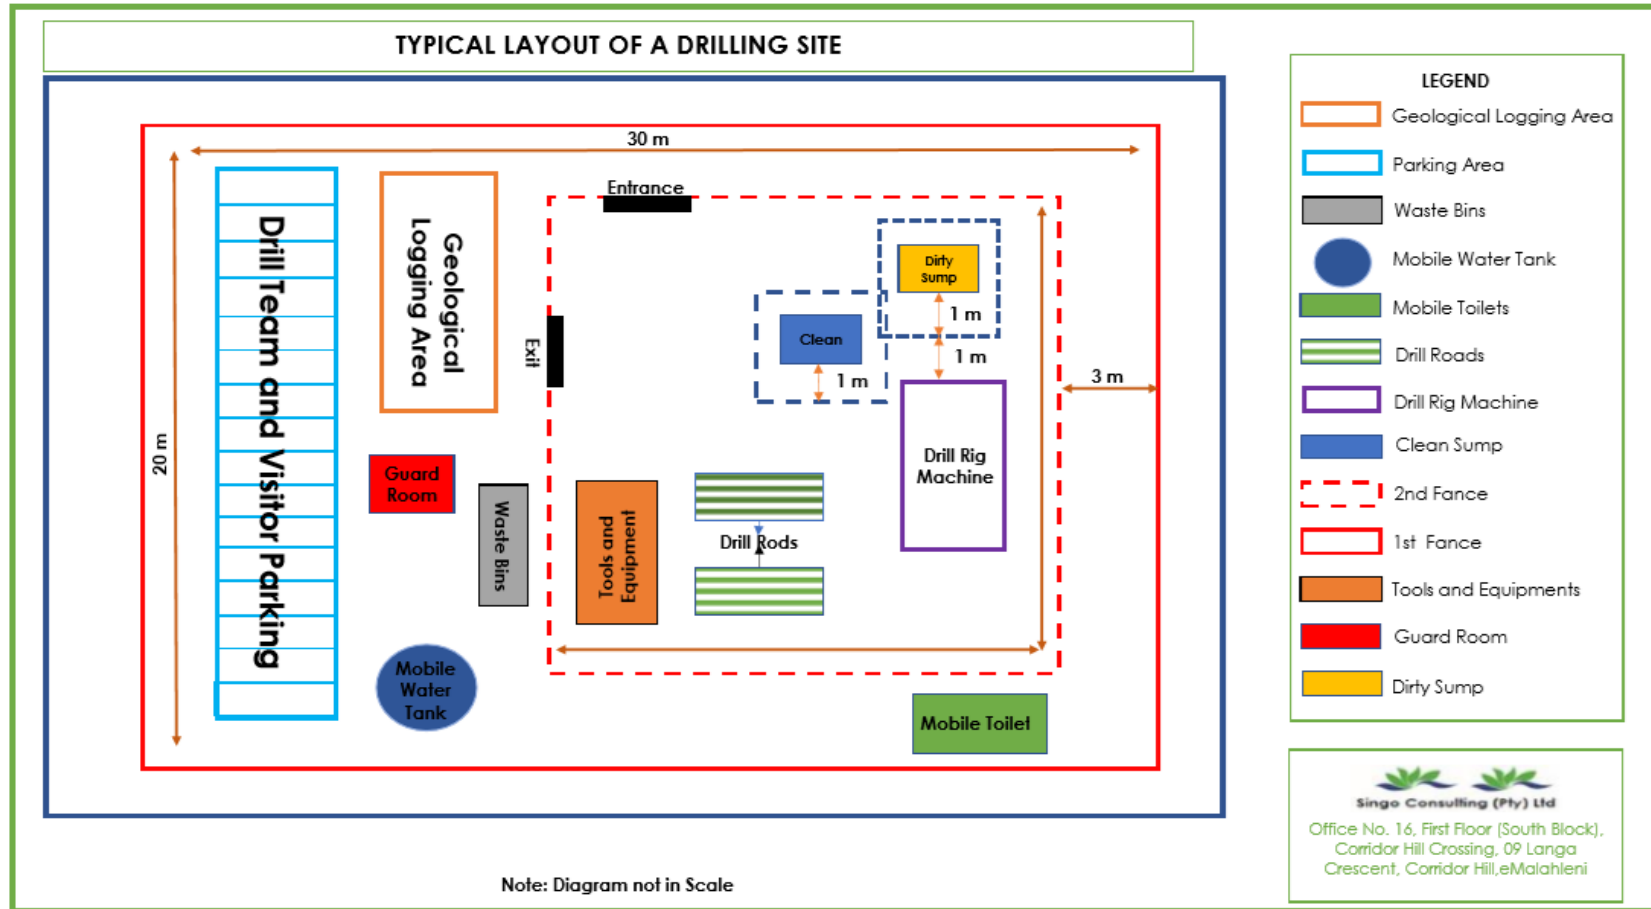 TYPICAL LAYOUT OF A DRILLING SITE
30 m
20 m
Drill Team and Visitor Parking
Geological
Logging Area
Entrance
Exit
Dirty
Sump
1 m
1 m
Clean
1 m
3 m
Drill Rig
Machine
Guard
Room
Waste Bins
Tools and
Equipment
Drill Rods
Mobile
Water
Tank
Mobile Toilet
Note: Diagram not in Scale
LEGEND
Geological Logging Area
Parking Area
Waste Bins
Mobile Water Tank
Mobile Toilets
Drill Roads
Drill Rig Machine
Clean Sump
2nd Fance
1st Fance
Tools and Equipments
Guard Room
Dirty Sump
Singo Consulting (Pty) Ltd
Office No. 16, First Floor (South Block),
Corridor Hill Crossing, 09 Langa
Crescent, Corridor Hill,eMalahleni